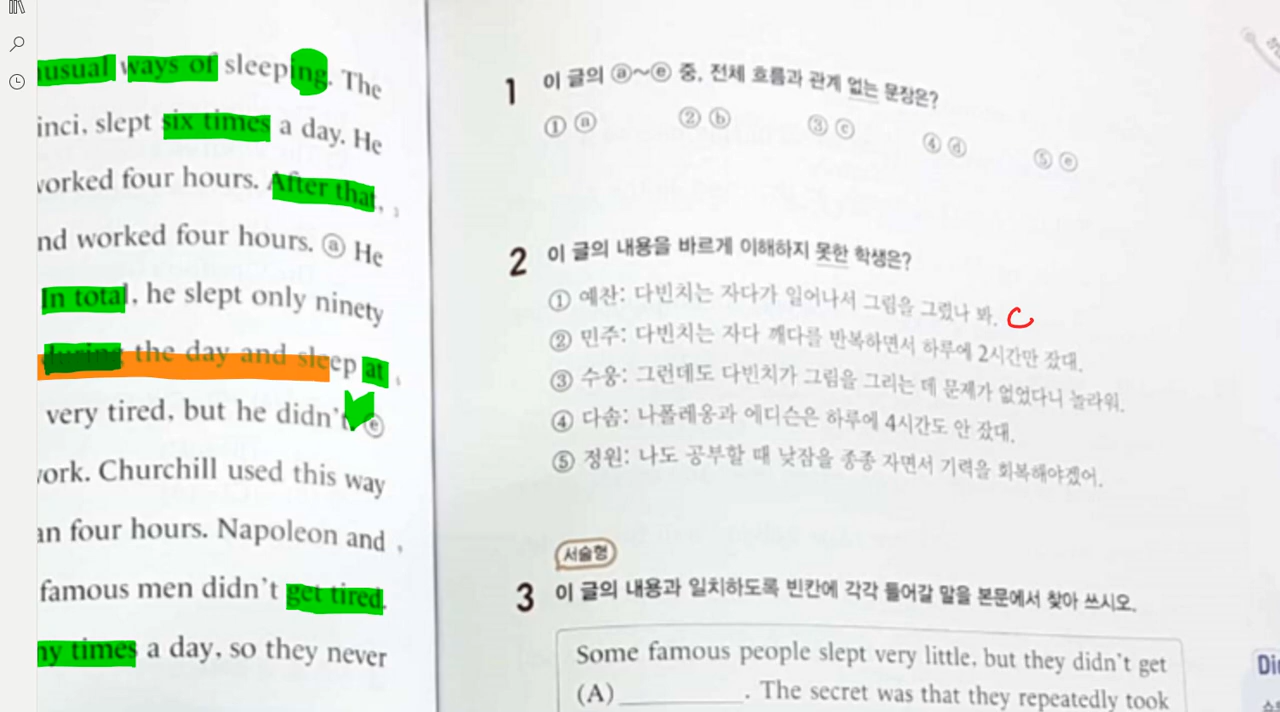 usual ways of sleeping. The
inci, slept six times a day. He
worked four hours. After that,
nd worked four hours. ⓐ He
In total, he slept only ninety
during the day and sleep at
very tired, but he didn't. ⓔ
work. Churchill used this way
an four hours. Napoleon and
famous men didn't get tired.
ny times a day, so they never
1 이 글의 ⓐ~ⓔ 중, 전체 흐름과 관계 없는 문장은?
① ⓐ ② ⓑ ③ ⓒ ④ ⓓ ⑤ ⓔ
2 이 글의 내용을 바르게 이해하지 못한 학생은?
① 예찬: 다빈치는 자다가 일어나서 그림을 그렸나 봐.
② 민주: 다빈치는 자다 깨다를 반복하면서 하루에 2시간만 잤대.
③ 수웅: 그런데도 다빈치가 그림을 그리는 데 문제가 없었다니 놀라워.
④ 다솜: 나폴레옹과 에디슨은 하루에 4시간도 안 잤대.
⑤ 정원: 나도 공부할 때 낮잠을 종종 자면서 기력을 회복해야겠어.
서술형
3 이 글의 내용과 일치하도록 빈칸에 각각 들어갈 말을 본문에서 찾아 쓰시오.
Some famous people slept very little, but they didn't get
(A) ________. The secret was that they repeatedly took
Di